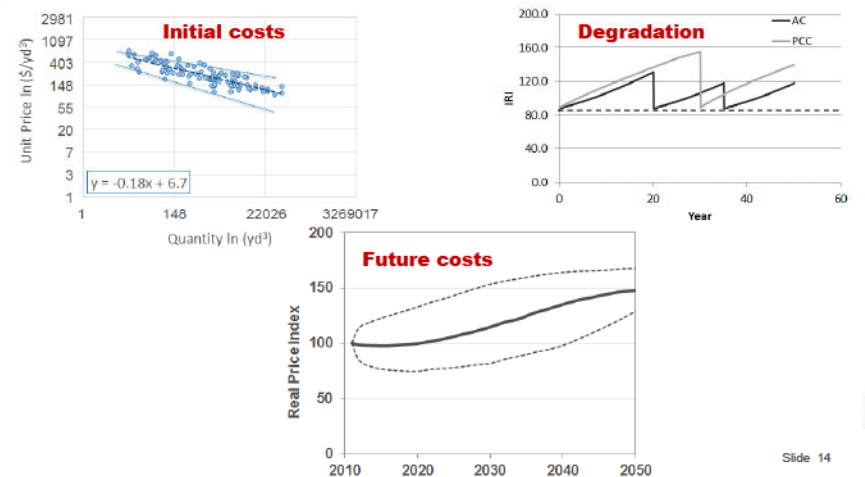 Initial costs
Unit Price ln ($/yd³)
2981
1097
403
148
55
20
7
3
1
y = -0.18x + 6.7
1
148
22026
3269017
Quantity ln (yd³)
Degradation
AC
PCC
IRI
200.0
160.0
120.0
80.0
40.0
0.0
0
20
40
60
Year
Future costs
Real Price Index
200
150
100
50
0
2010
2020
2030
2040
2050
Slide 14